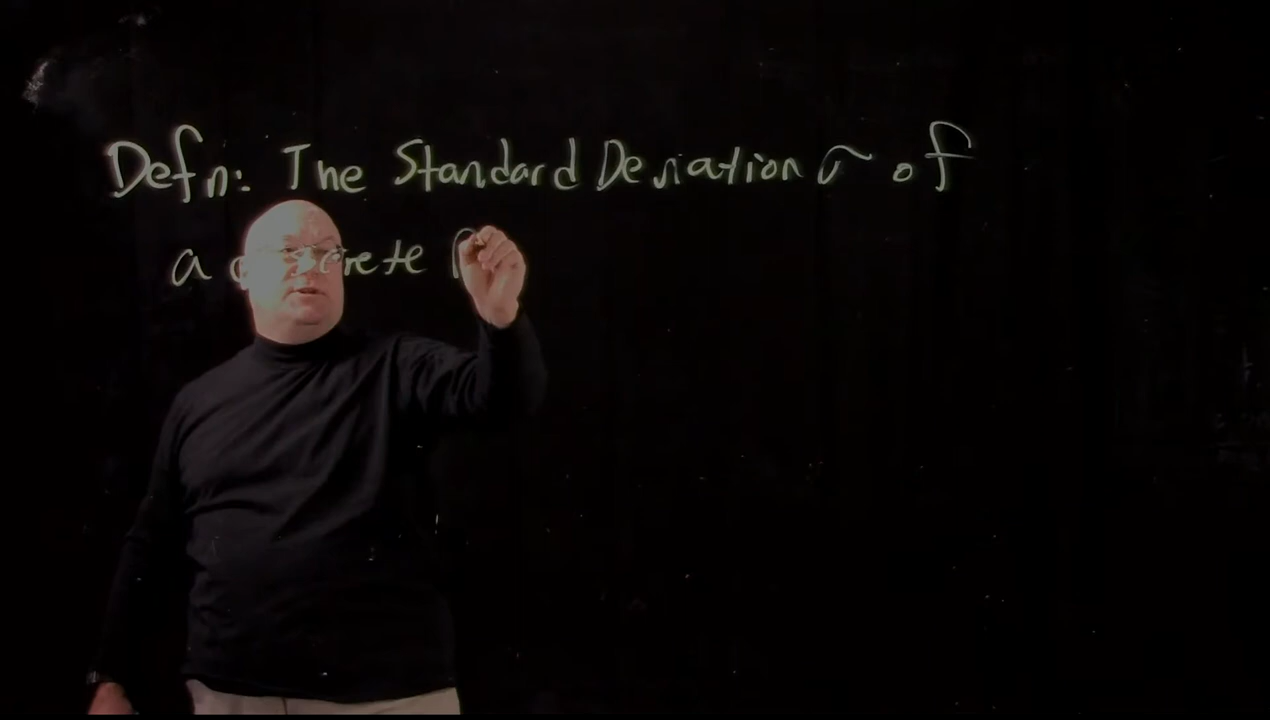 Defn: The Standard Deviation σ of
a